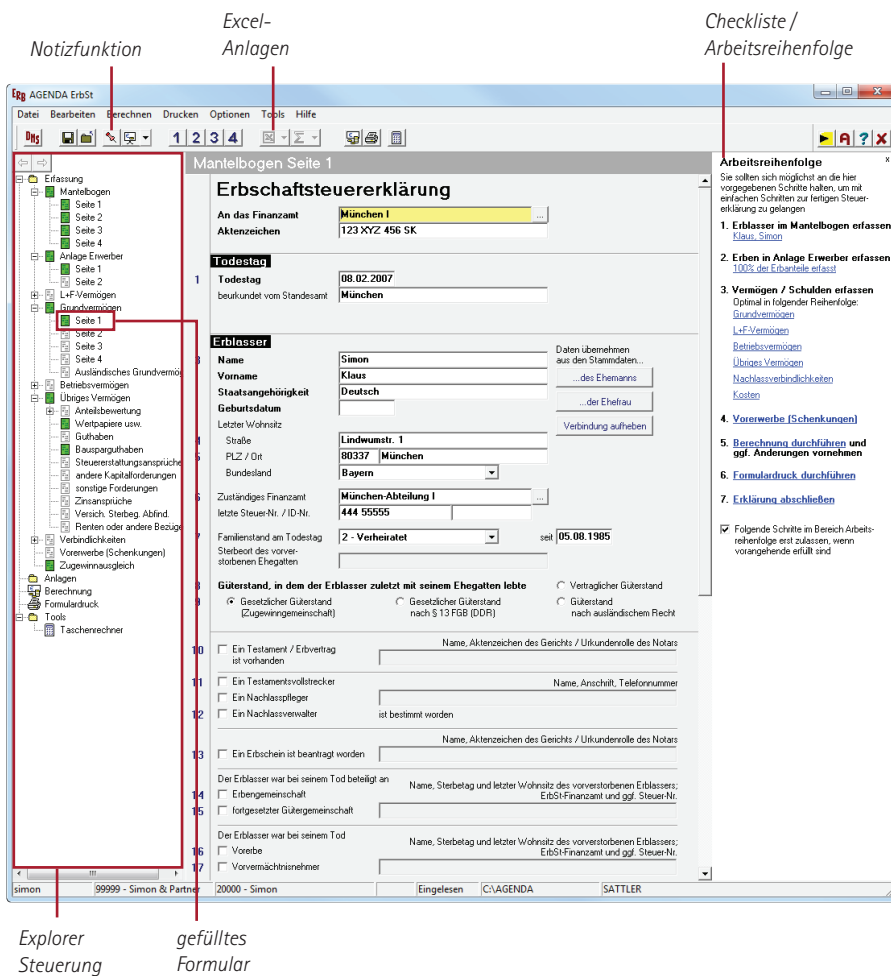 Notizfunktion
Excel-
Anlagen
Checkliste /
Arbeitsreihenfolge
ERB AGENDA ErbSt
Datei Bearbeiten Berechnen Drucken Optionen Tools Hilfe
DMS 1 2 3 4 A ? X
Erfassung
Mantelbogen
Seite 1
Seite 2
Seite 3
Seite 4
Anlage Erwerber
Seite 1
Seite 2
L+F-Vermögen
Grundvermögen
Seite 1
Seite 2
Seite 3
Seite 4
Ausländisches Grundvermög
Betriebsvermögen
Übriges Vermögen
Anteilsbewertung
Wertpapiere usw.
Guthaben
Bausparguthaben
Steuererstattungsansprüche
andere Kapitalforderungen
sonstige Forderungen
Zinsansprüche
Versich. Sterbeg. Abfind.
Renten oder andere Bezüge
Verbindlichkeiten
Vorerwerbe (Schenkungen)
Zugewinnausgleich
Anlagen
Berechnung
Formulardruck
Tools
Taschenrechner
Mantelbogen Seite 1
Erbschaftsteuererklärung
An das Finanzamt München I ...
Aktenzeichen 123 XYZ 456 SK
Todestag
1 Todestag 08.02.2007
beurkundet vom Standesamt München
Erblasser
Daten übernehmen
aus den Stammdaten...
3 Name Simon
Vorname Klaus ...des Ehemanns
Staatsangehörigkeit Deutsch
Geburtsdatum ...der Ehefrau
Letzter Wohnsitz
Verbindung aufheben
4 Straße Lindwumstr. 1
5 PLZ / Ort 80337 München
Bundesland Bayern
6 Zuständiges Finanzamt München-Abteilung I ...
letzte Steuer-Nr. / ID-Nr. 444 55555
7 Familienstand am Todestag 2 - Verheiratet seit 05.08.1985
Sterbeort des vorver-
storbenen Ehegatten
8 Güterstand, in dem der Erblasser zuletzt mit seinem Ehegatten lebte Vertraglicher Güterstand
9 Gesetzlicher Güterstand Gesetzlicher Güterstand Güterstand
(Zugewinngemeinschaft) nach § 13 FGB (DDR) nach ausländischem Recht
Name, Aktenzeichen des Gerichts / Urkundenrolle des Notars
10 Ein Testament / Erbvertrag
ist vorhanden
11 Ein Testamentsvollstrecker Name, Anschrift, Telefonnummer
Ein Nachlasspfleger
12 Ein Nachlassverwalter ist bestimmt worden
Name, Aktenzeichen des Gerichts / Urkundenrolle des Notars
13 Ein Erbschein ist beantragt worden
Der Erblasser war bei seinem Tod beteiligt an
Name, Sterbetag und letzter Wohnsitz des vorverstorbenen Erblassers;
14 Erbengemeinschaft ErbSt-Finanzamt und ggf. Steuer-Nr.
15 fortgesetzter Gütergemeinschaft
Der Erblasser war bei seinem Tod
Name, Sterbetag und letzter Wohnsitz des vorverstorbenen Erblassers;
16 Vorerbe ErbSt-Finanzamt und ggf. Steuer-Nr.
17 Vorvermächtnisnehmer
Arbeitsreihenfolge x
Sie sollten sich möglichst an die hier
vorgegebenen Schritte halten, um mit
einfachen Schritten zur fertigen Steuer-
erklärung zu gelangen
1. Erblasser im Mantelbogen erfassen
Klaus, Simon
2. Erben in Anlage Erwerber erfassen
100% der Erbanteile erfasst
3. Vermögen / Schulden erfassen
Optimal in folgender Reihenfolge:
Grundvermögen
L+F-Vermögen
Betriebsvermögen
Übriges Vermögen
Nachlassverbindlichkeiten
Kosten
4. Vorerwerbe (Schenkungen)
5. Berechnung durchführen und
ggf. Änderungen vornehmen
6. Formulardruck durchführen
7. Erklärung abschließen
Folgende Schritte im Bereich Arbeits-
reihenfolge erst zulassen, wenn
vorangehende erfüllt sind
simon 99999 - Simon & Partner 20000 - Simon Eingelesen C:\AGENDA SATTLER
Explorer
Steuerung
gefülltes
Formular